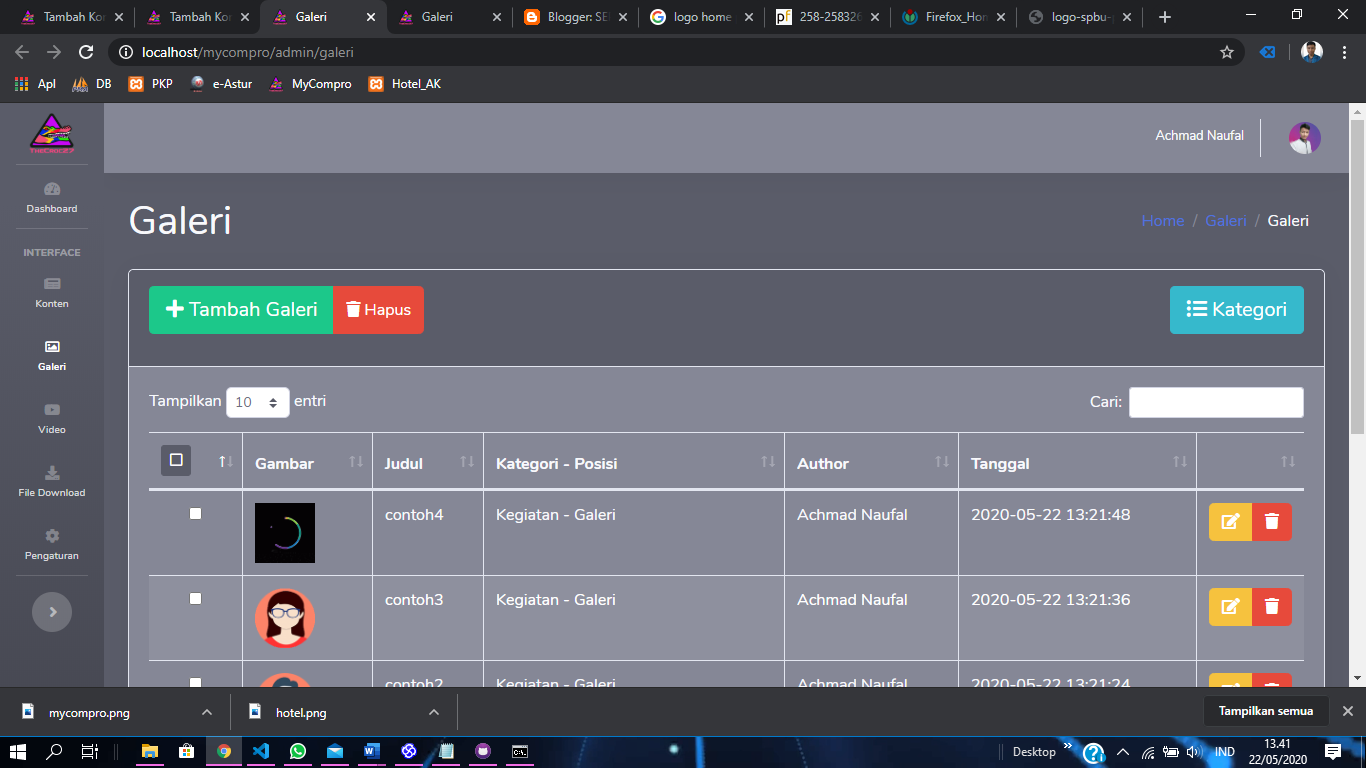 Tambah Kon
Tambah Kon
Galeri
Galeri
Blogger: SE
logo home
pf
258-258326
Firefox_Hom
logo-spbu-p
localhost/mycompro/admin/galeri
Apl
DB
PKP
e-Astur
MyCompro
Hotel_AK
Achmad Naufal
Dashboard
INTERFACE
Konten
Galeri
Video
File Download
Pengaturan
Galeri
Home / Galeri / Galeri
Tambah Galeri
Hapus
Kategori
Tampilkan 10 entri
Cari:
Gambar Judul Kategori - Posisi Author Tanggal
contoh4 Kegiatan - Galeri Achmad Naufal 2020-05-22 13:21:48
contoh3 Kegiatan - Galeri Achmad Naufal 2020-05-22 13:21:36
contoh2 Kegiatan - Galeri Achmad Naufal 2020-05-22 13:21:24
mycompro.png
hotel.png
Tampilkan semua
Desktop
IND
13.41
22/05/2020